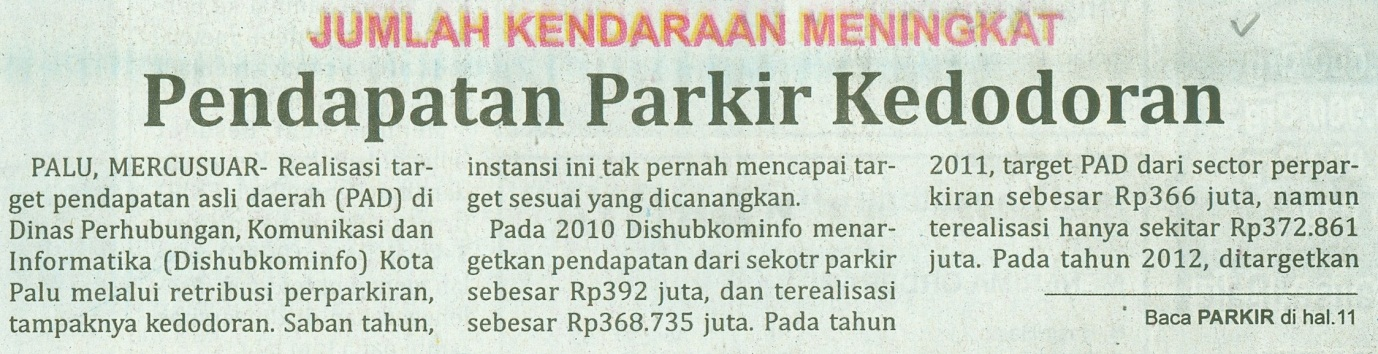 JUMLAH KENDARAAN MENINGKAT
Pendapatan Parkir Kedodoran
PALU, MERCUSUAR- Realisasi tar-
get pendapatan asli daerah (PAD) di
Dinas Perhubungan, Komunikasi dan
Informatika (Dishubkominfo) Kota
Palu melalui retribusi perparkiran,
tampaknya kedodoran. Saban tahun,
instansi ini tak pernah mencapai tar-
get sesuai yang dicanangkan.
Pada 2010 Dishubkominfo menar-
getkan pendapatan dari sekotr parkir
sebesar Rp392 juta, dan terealisasi
sebesar Rp368.735 juta. Pada tahun
2011, target PAD dari sector perpar-
kiran sebesar Rp366 juta, namun
terealisasi hanya sekitar Rp372.861
juta. Pada tahun 2012, ditargetkan
Baca PARKIR di hal.11